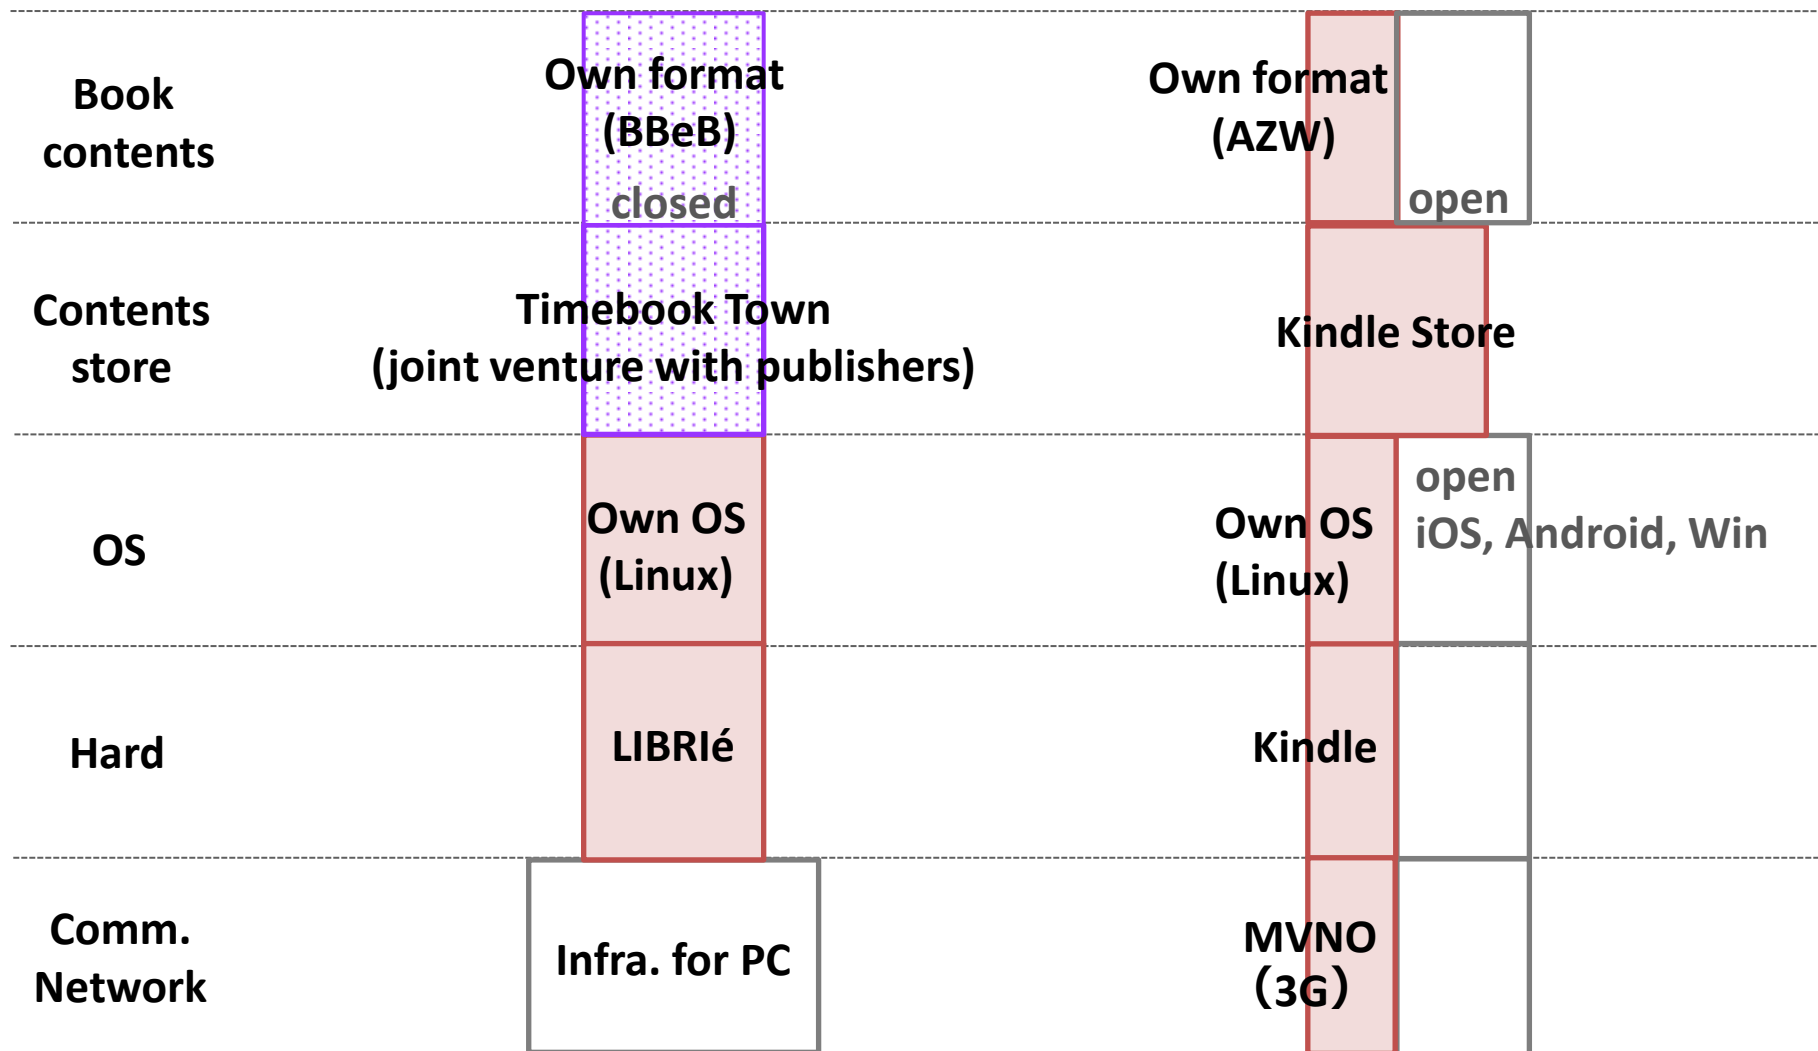 Book
contents
Own format
(BBeB)
closed
Own format
(AZW)
open
Contents
store
Timebook Town
(joint venture with publishers)
Kindle Store
OS
Own OS
(Linux)
Own OS
(Linux)
open
iOS, Android, Win
Hard
LIBRIé
Kindle
Comm.
Network
Infra. for PC
MVNO
（3G）